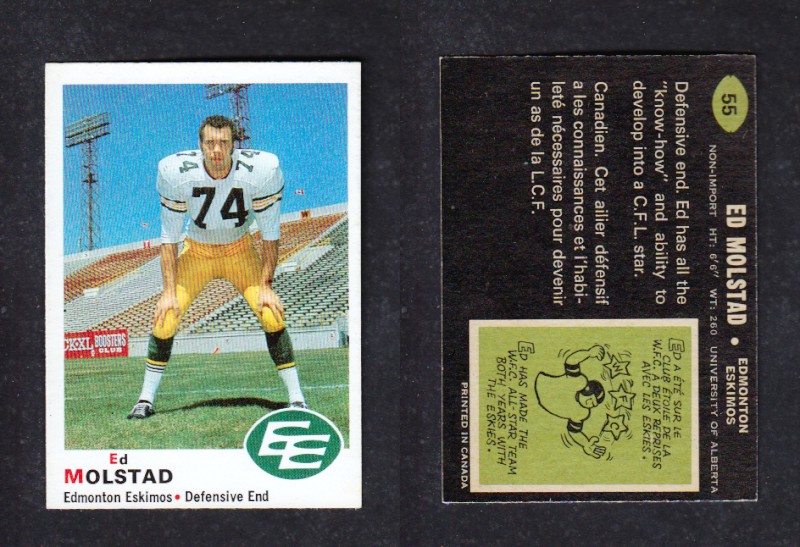 74
74
74
CKXL BOOSTERS
CLUB
EE
Ed
MOLSTAD
Edmonton Eskimos • Defensive End
55
ED MOLSTAD • EDMONTON
ESKIMOS
NON-IMPORT HT: 6'6" WT: 260 UNIVERSITY OF ALBERTA
Defensive end. Ed has all the
"know-how" and ability to
develop into a C.F.L. star.
Canadien. Cet ailier défensif
a les connaissances et l'habi-
leté nécessaires pour devenir
un as de la L.C.F.
ED A ÉTÉ SUR LE
CLUB ÉTOILE DE LA
W.F.C. A DEUX REPRISES
AVEC LES ESKIES.
ED HAS MADE THE
W.F.C. ALL-STAR TEAM
BOTH YEARS WITH
THE ESKIES.
PRINTED IN CANADA